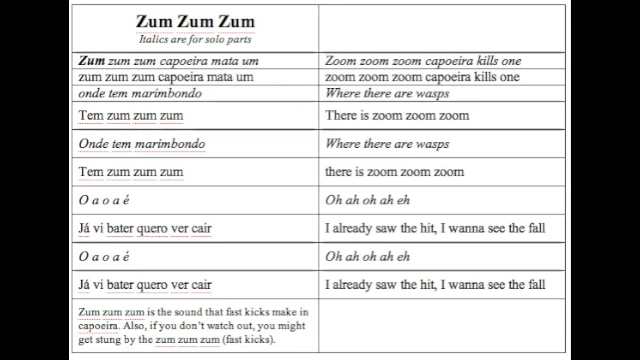 Zum Zum Zum
Italics are for solo parts
Zum zum zum capoeira mata um
Zoom zoom zoom capoeira kills one
zum zum zum capoeira mata um
zoom zoom zoom capoeira kills one
onde tem marimbondo
Where there are wasps
Tem zum zum zum
There is zoom zoom zoom
Onde tem marimbondo
Where there are wasps
Tem zum zum zum
there is zoom zoom zoom
O a o a é
Oh ah oh ah eh
Já vi bater quero ver cair
I already saw the hit, I wanna see the fall
O a o a é
Oh ah oh ah eh
Já vi bater quero ver cair
I already saw the hit, I wanna see the fall
Zum zum zum is the sound that fast kicks make in
capoeira. Also, if you don't watch out, you might
get stung by the zum zum zum (fast kicks).